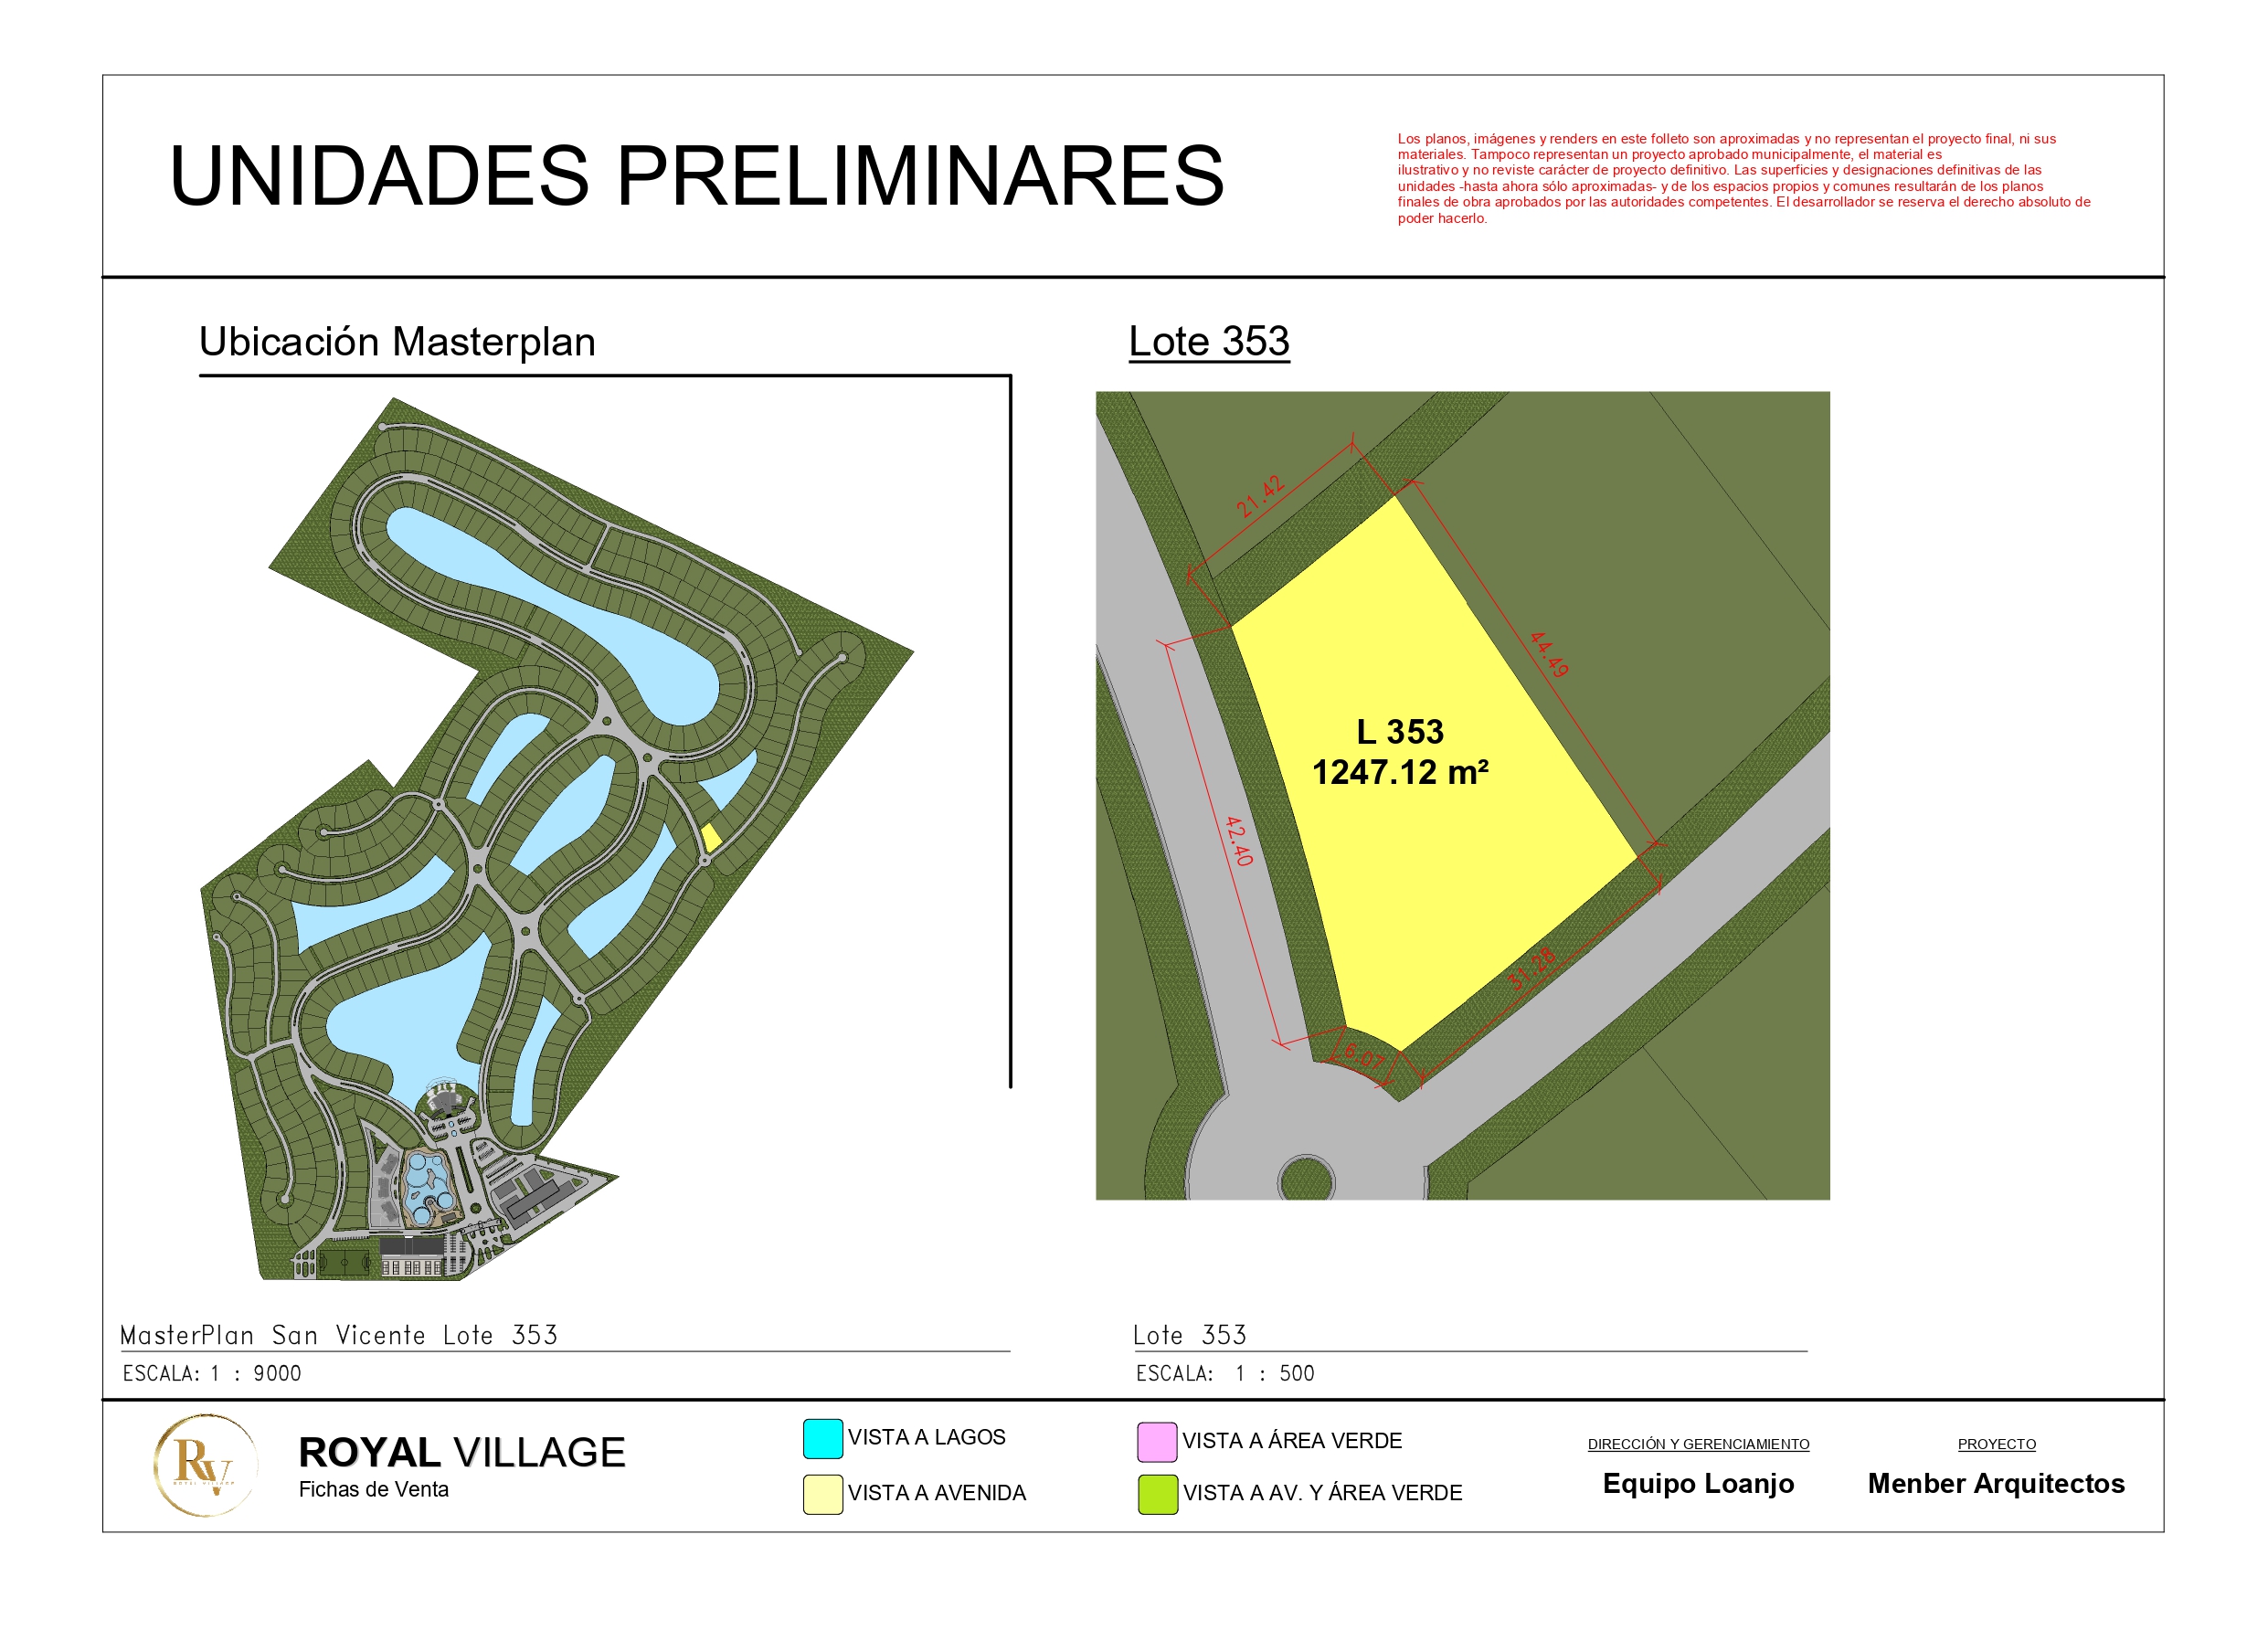 UNIDADES PRELIMINARES
Los planos, imágenes y renders en este folleto son aproximadas y no representan el proyecto final, ni sus
materiales. Tampoco representan un proyecto aprobado municipalmente, el material es
ilustrativo y no reviste carácter de proyecto definitivo. Las superficies y designaciones definitivas de las
unidades -hasta ahora sólo aproximadas- y de los espacios propios y comunes resultarán de los planos
finales de obra aprobados por las autoridades competentes. El desarrollador se reserva el derecho absoluto de
poder hacerlo.
Ubicación Masterplan
Lote 353
21.42
44.49
L 353
1247.12 m²
42.40
31.28
6.07
MasterPlan San Vicente Lote 353
ESCALA: 1 : 9000
Lote 353
ESCALA: 1 : 500
RV
ROYAL VILLAGE
ROYAL VILLAGE
Fichas de Venta
VISTA A LAGOS
VISTA A AVENIDA
VISTA A ÁREA VERDE
VISTA A AV. Y ÁREA VERDE
DIRECCIÓN Y GERENCIAMIENTO
Equipo Loanjo
PROYECTO
Menber Arquitectos